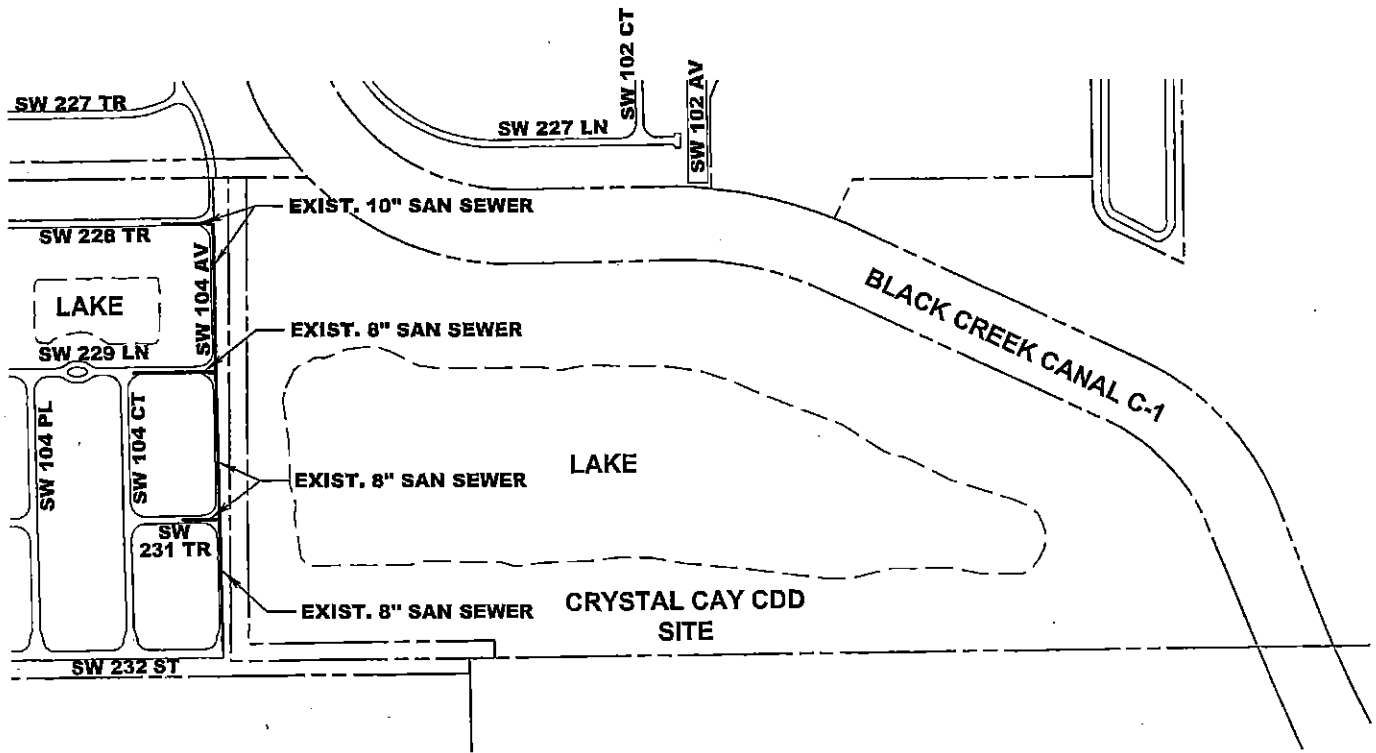 SW 102 CT
SW 102 AV
SW 227 TR
SW 227 LN
EXIST. 10" SAN SEWER
SW 228 TR
SW 104 AV
LAKE
BLACK CREEK CANAL C-1
EXIST. 8" SAN SEWER
SW 229 LN
SW 104 PL
SW 104 CT
LAKE
EXIST. 8" SAN SEWER
SW
231 TR
EXIST. 8" SAN SEWER
CRYSTAL CAY CDD
SITE
SW 232 ST